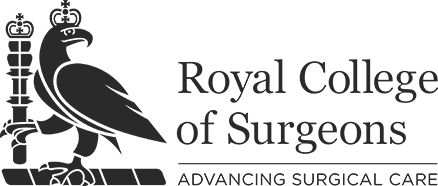 Royal College
of Surgeons
ADVANCING SURGICAL CARE